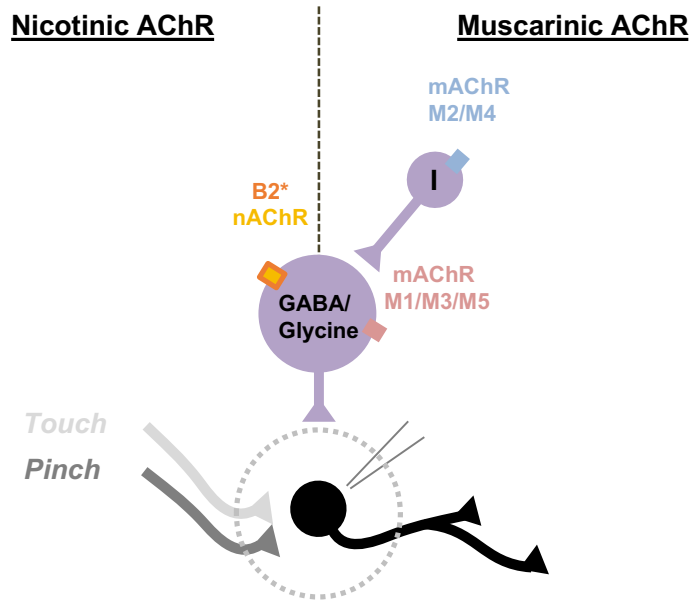 Nicotinic AChR
Muscarinic AChR
mAChR
M2/M4
I
B2*
nAChR
mAChR
M1/M3/M5
GABA/
Glycine
Touch
Pinch